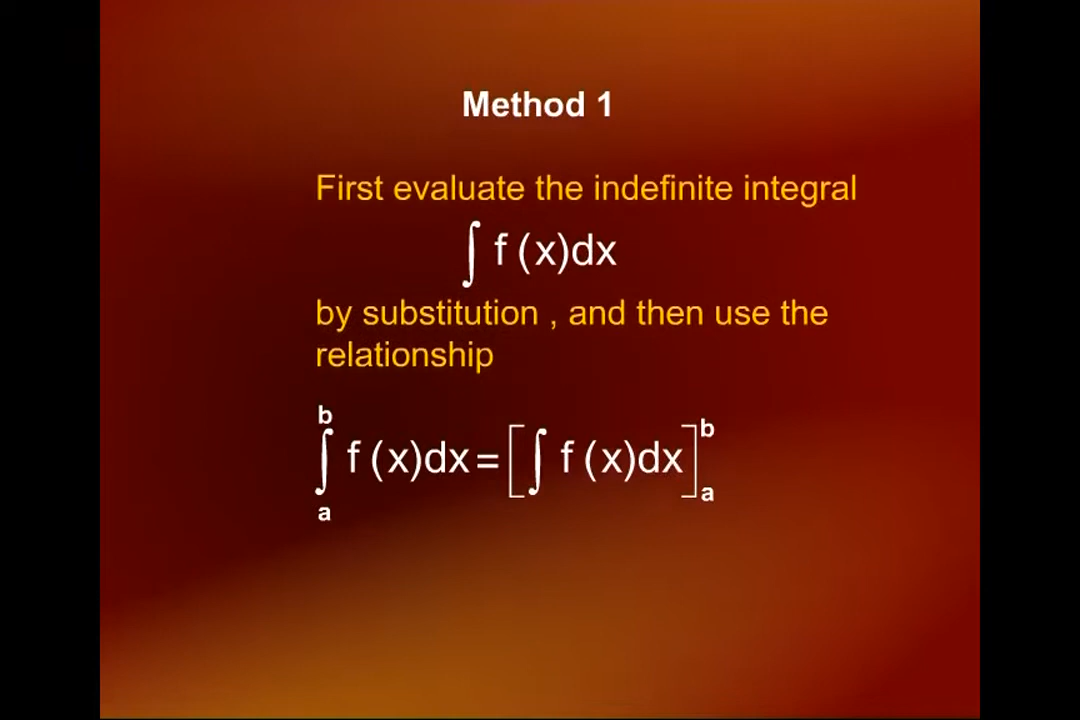 Method 1
First evaluate the indefinite integral
∫ f (x)dx
by substitution , and then use the
relationship
∫ₐᵇ f (x)dx = [∫ f (x)dx]ₐᵇ